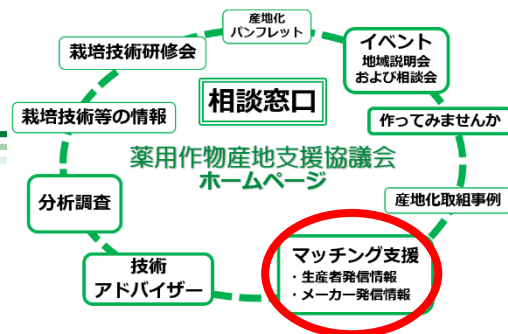 産地化
パンフレット
イベント
地域説明会
および相談会
栽培技術研修会
相談窓口
栽培技術等の情報
作ってみませんか
薬用作物産地支援協議会
ホームページ
分析調査
産地化取組事例
マッチング支援
・生産者発信情報
・メーカー発信情報
技術
アドバイザー